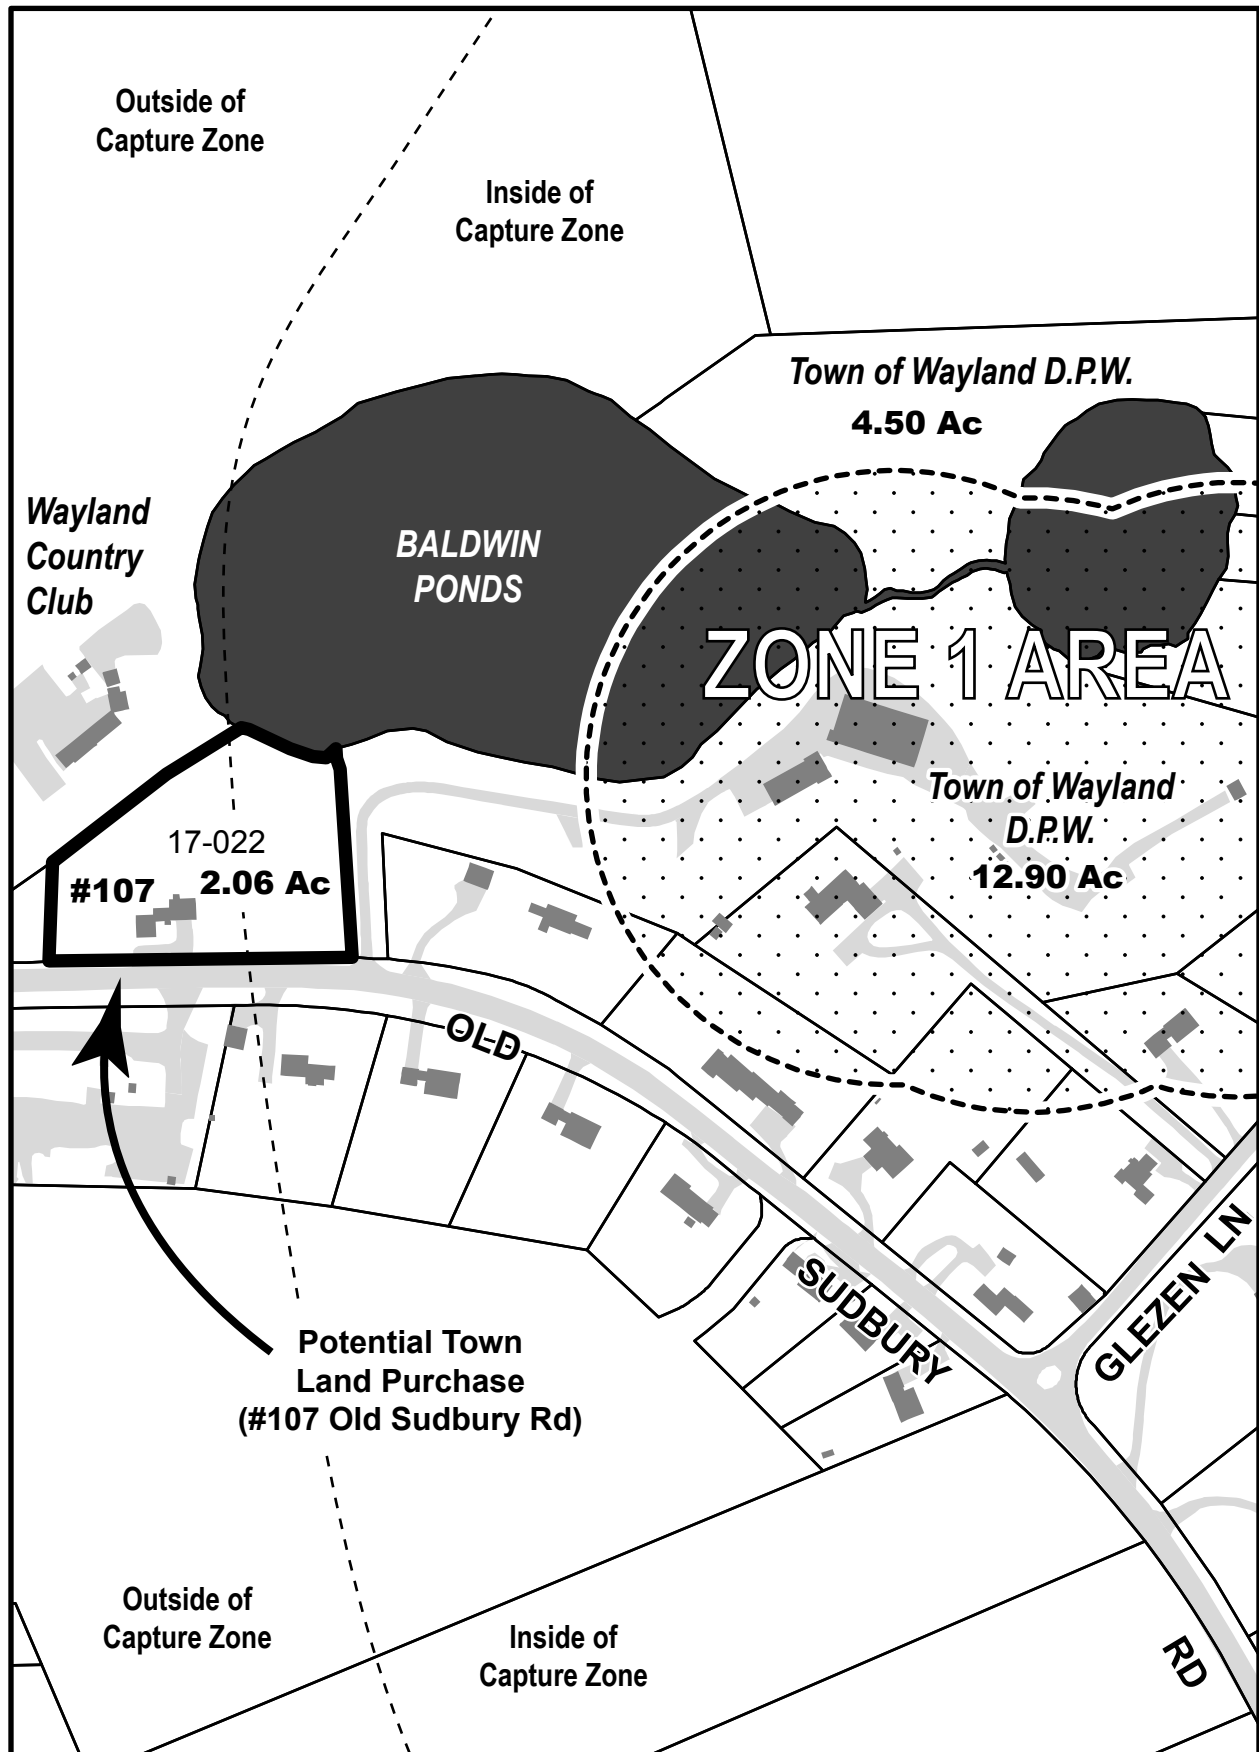 Outside of
Capture Zone
Inside of
Capture Zone
Town of Wayland D.P.W.
4.50 Ac
Wayland
Country
Club
BALDWIN
PONDS
ZONE 1 AREA
Town of Wayland
D.P.W.
12.90 Ac
17-022
#107
2.06 Ac
OLD
SUDBURY
GLEZEN LN
Potential Town
Land Purchase
(#107 Old Sudbury Rd)
Outside of
Capture Zone
Inside of
Capture Zone
RD